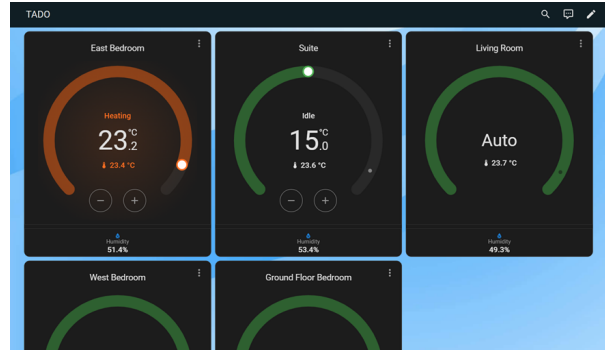 TADO
East Bedroom
Heating
23.2 °C
23.4 °C
Humidity
51.4%
Suite
Idle
15.0 °C
23.6 °C
Humidity
53.4%
Living Room
Auto
23.7 °C
Humidity
49.3%
West Bedroom
Ground Floor Bedroom